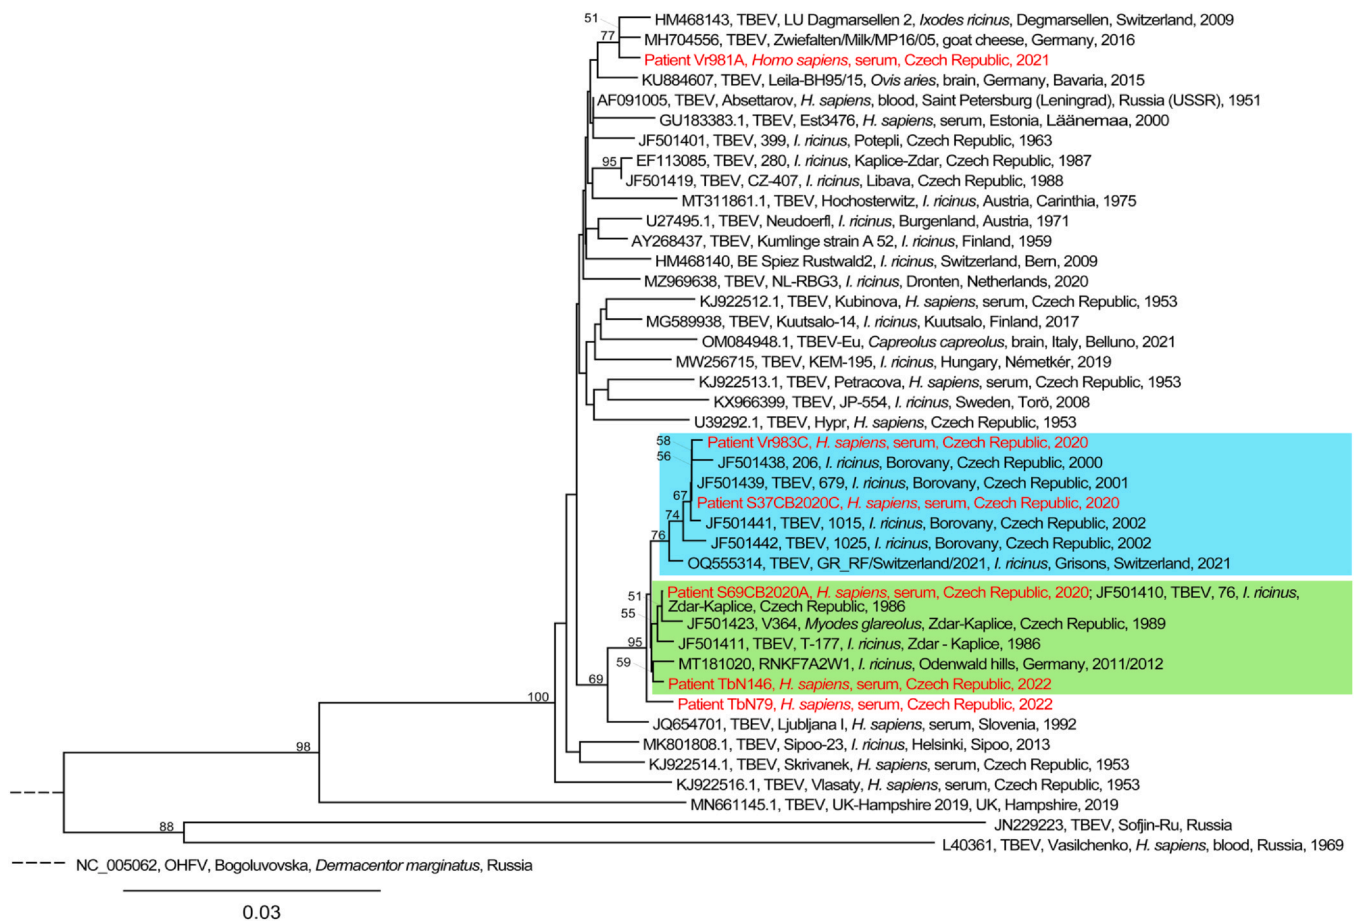 51
HM468143, TBEV, LU Dagmarsellen 2, Ixodes ricinus, Degmarsellen, Switzerland, 2009
77
MH704556, TBEV, Zwiefalten/Milk/MP16/05, goat cheese, Germany, 2016
Patient Vr981A, Homo sapiens, serum, Czech Republic, 2021
KU884607, TBEV, Leila-BH95/15, Ovis aries, brain, Germany, Bavaria, 2015
AF091005, TBEV, Absettarov, H. sapiens, blood, Saint Petersburg (Leningrad), Russia (USSR), 1951
GU183383.1, TBEV, Est3476, H. sapiens, serum, Estonia, Läänemaa, 2000
JF501401, TBEV, 399, I. ricinus, Potepli, Czech Republic, 1963
95
EF113085, TBEV, 280, I. ricinus, Kaplice-Zdar, Czech Republic, 1987
JF501419, TBEV, CZ-407, I. ricinus, Libava, Czech Republic, 1988
MT311861.1, TBEV, Hochosterwitz, I. ricinus, Austria, Carinthia, 1975
U27495.1, TBEV, Neudoerfl, I. ricinus, Burgenland, Austria, 1971
AY268437, TBEV, Kumlinge strain A 52, I. ricinus, Finland, 1959
HM468140, BE Spiez Rustwald2, I. ricinus, Switzerland, Bern, 2009
MZ969638, TBEV, NL-RBG3, I. ricinus, Dronten, Netherlands, 2020
KJ922512.1, TBEV, Kubinova, H. sapiens, serum, Czech Republic, 1953
MG589938, TBEV, Kuutsalo-14, I. ricinus, Kuutsalo, Finland, 2017
OM084948.1, TBEV-Eu, Capreolus capreolus, brain, Italy, Belluno, 2021
MW256715, TBEV, KEM-195, I. ricinus, Hungary, Németkér, 2019
KJ922513.1, TBEV, Petracova, H. sapiens, serum, Czech Republic, 1953
KX966399, TBEV, JP-554, I. ricinus, Sweden, Torö, 2008
U39292.1, TBEV, Hypr, H. sapiens, Czech Republic, 1953
58
Patient Vr983C, H. sapiens, serum, Czech Republic, 2020
56
JF501438, 206, I. ricinus, Borovany, Czech Republic, 2000
JF501439, TBEV, 679, I. ricinus, Borovany, Czech Republic, 2001
67
Patient S37CB2020C, H. sapiens, serum, Czech Republic, 2020
74
JF501441, TBEV, 1015, I. ricinus, Borovany, Czech Republic, 2002
76
JF501442, TBEV, 1025, I. ricinus, Borovany, Czech Republic, 2002
OQ555314, TBEV, GR_RF/Switzerland/2021, I. ricinus, Grisons, Switzerland, 2021
51
Patient S69CB2020A, H. sapiens, serum, Czech Republic, 2020; JF501410, TBEV, 76, I. ricinus,
Zdar-Kaplice, Czech Republic, 1986
55
JF501423, V364, Myodes glareolus, Zdar-Kaplice, Czech Republic, 1989
95
JF501411, TBEV, T-177, I. ricinus, Zdar - Kaplice, 1986
59
MT181020, RNKF7A2W1, I. ricinus, Odenwald hills, Germany, 2011/2012
69
Patient TbN146, H. sapiens, serum, Czech Republic, 2022
100
Patient TbN79, H. sapiens, serum, Czech Republic, 2022
JQ654701, TBEV, Ljubljana I, H. sapiens, serum, Slovenia, 1992
98
MK801808.1, TBEV, Sipoo-23, I. ricinus, Helsinki, Sipoo, 2013
KJ922514.1, TBEV, Skrivanek, H. sapiens, serum, Czech Republic, 1953
KJ922516.1, TBEV, Vlasaty, H. sapiens, serum, Czech Republic, 1953
MN661145.1, TBEV, UK-Hampshire 2019, UK, Hampshire, 2019
88
JN229223, TBEV, Sofjin-Ru, Russia
L40361, TBEV, Vasilchenko, H. sapiens, blood, Russia, 1969
NC_005062, OHFV, Bogoluvovska, Dermacentor marginatus, Russia
0.03